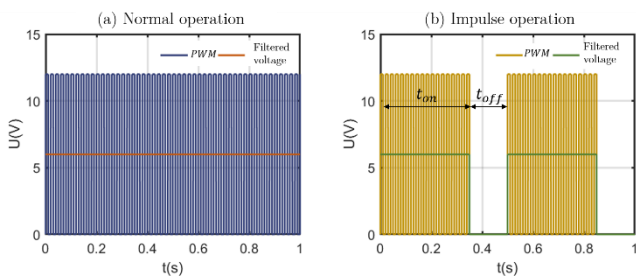 (a) Normal operation
15
10
5
0
U(V)
PWM
Filtered
voltage
0 0.2 0.4 0.6 0.8 1
t(s)
(b) Impulse operation
15
10
5
0
U(V)
PWM
Filtered
voltage
t_on t_off
0 0.2 0.4 0.6 0.8 1
t(s)